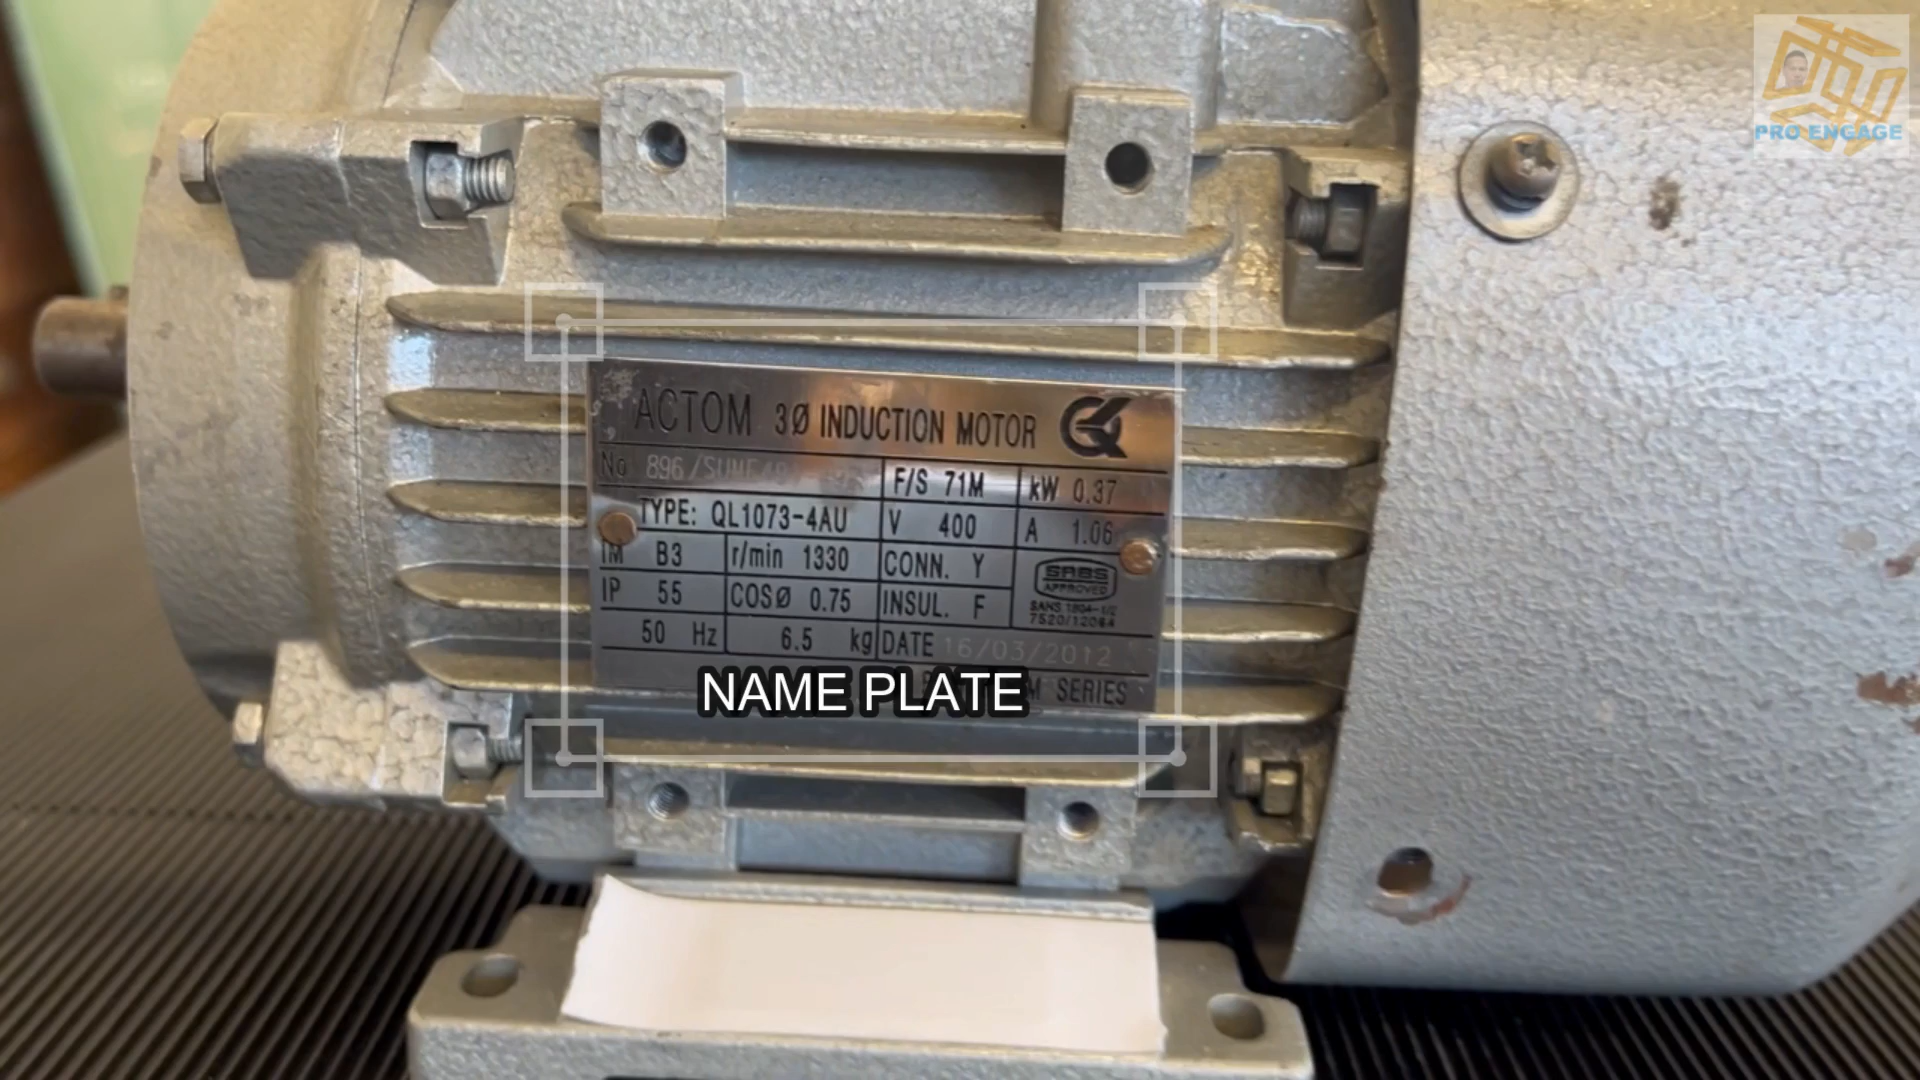 PRO ENGAGE
ACTOM 3Ø INDUCTION MOTOR
No 896 F/S 71M kW 0.37
TYPE: QL1073-4AU V 400 A 1.06
IM B3 r/min 1330 CONN. Y
SABS
APPROVED
IP 55 COSØ 0.75 INSUL. F
SANS 1804-1/2
7520/12064
50 Hz 6.5 kg DATE 16/03/2012
SERIES
NAME PLATE